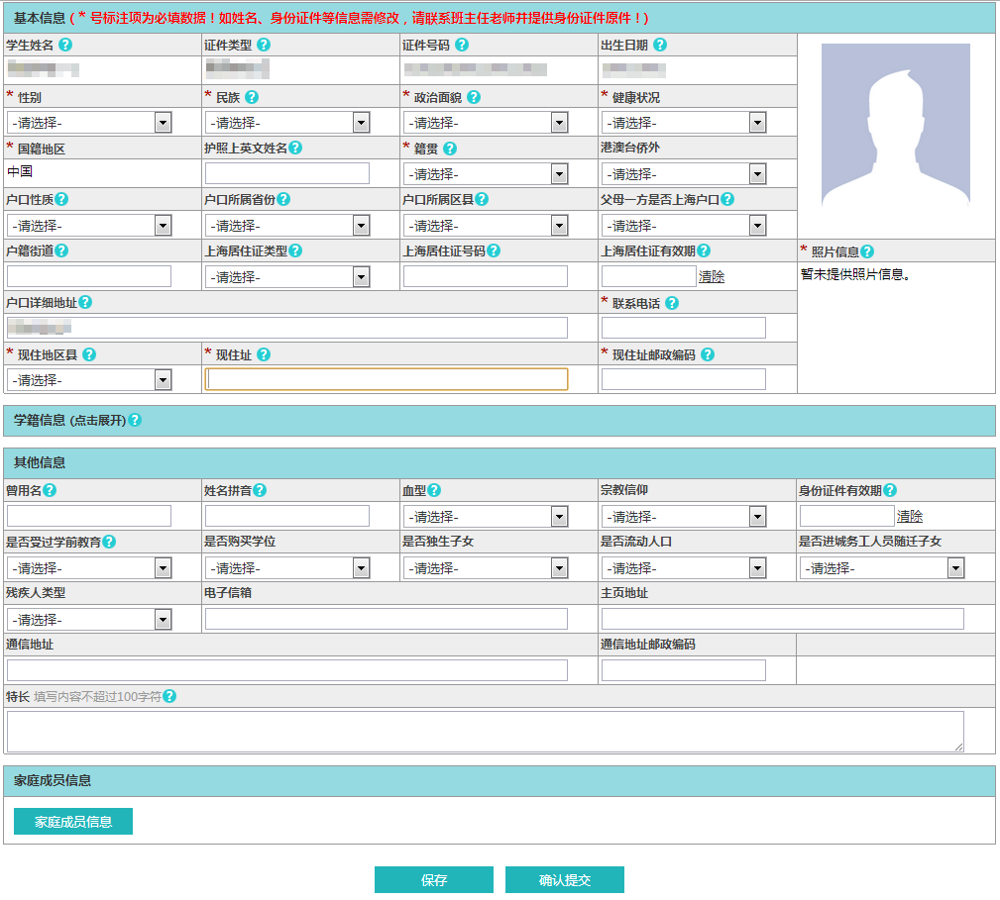 基本信息 ( * 号标注项为必填数据！如姓名、身份证件等信息需修改，请联系班主任老师并提供身份证件原件！)
学生姓名 ? 证件类型 ? 证件号码 ? 出生日期 ?
* 性别 * 民族 ? * 政治面貌 ? * 健康状况
-请选择- -请选择- -请选择- -请选择-
* 国籍地区 护照上英文姓名? * 籍贯 ? 港澳台侨外
中国 -请选择- -请选择-
户口性质? 户口所属省份? 户口所属区县? 父母一方是否上海户口?
-请选择- -请选择- -请选择- -请选择-
户籍街道? 上海居住证类型? 上海居住证号码? 上海居住证有效期? * 照片信息?
-请选择- 清除 暂未提供照片信息。
户口详细地址? * 联系电话 ?
* 现住地区县 ? * 现住址 ? * 现住址邮政编码 ?
-请选择-
学籍信息 (点击展开)?
其他信息
曾用名? 姓名拼音? 血型? 宗教信仰 身份证件有效期?
-请选择- -请选择- 清除
是否受过学前教育? 是否购买学位 是否独生子女 是否流动人口 是否进城务工人员随迁子女
-请选择- -请选择- -请选择- -请选择- -请选择-
残疾人类型 电子信箱 主页地址
-请选择-
通信地址 通信地址邮政编码
特长 填写内容不超过100字符?
家庭成员信息
家庭成员信息
保存 确认提交